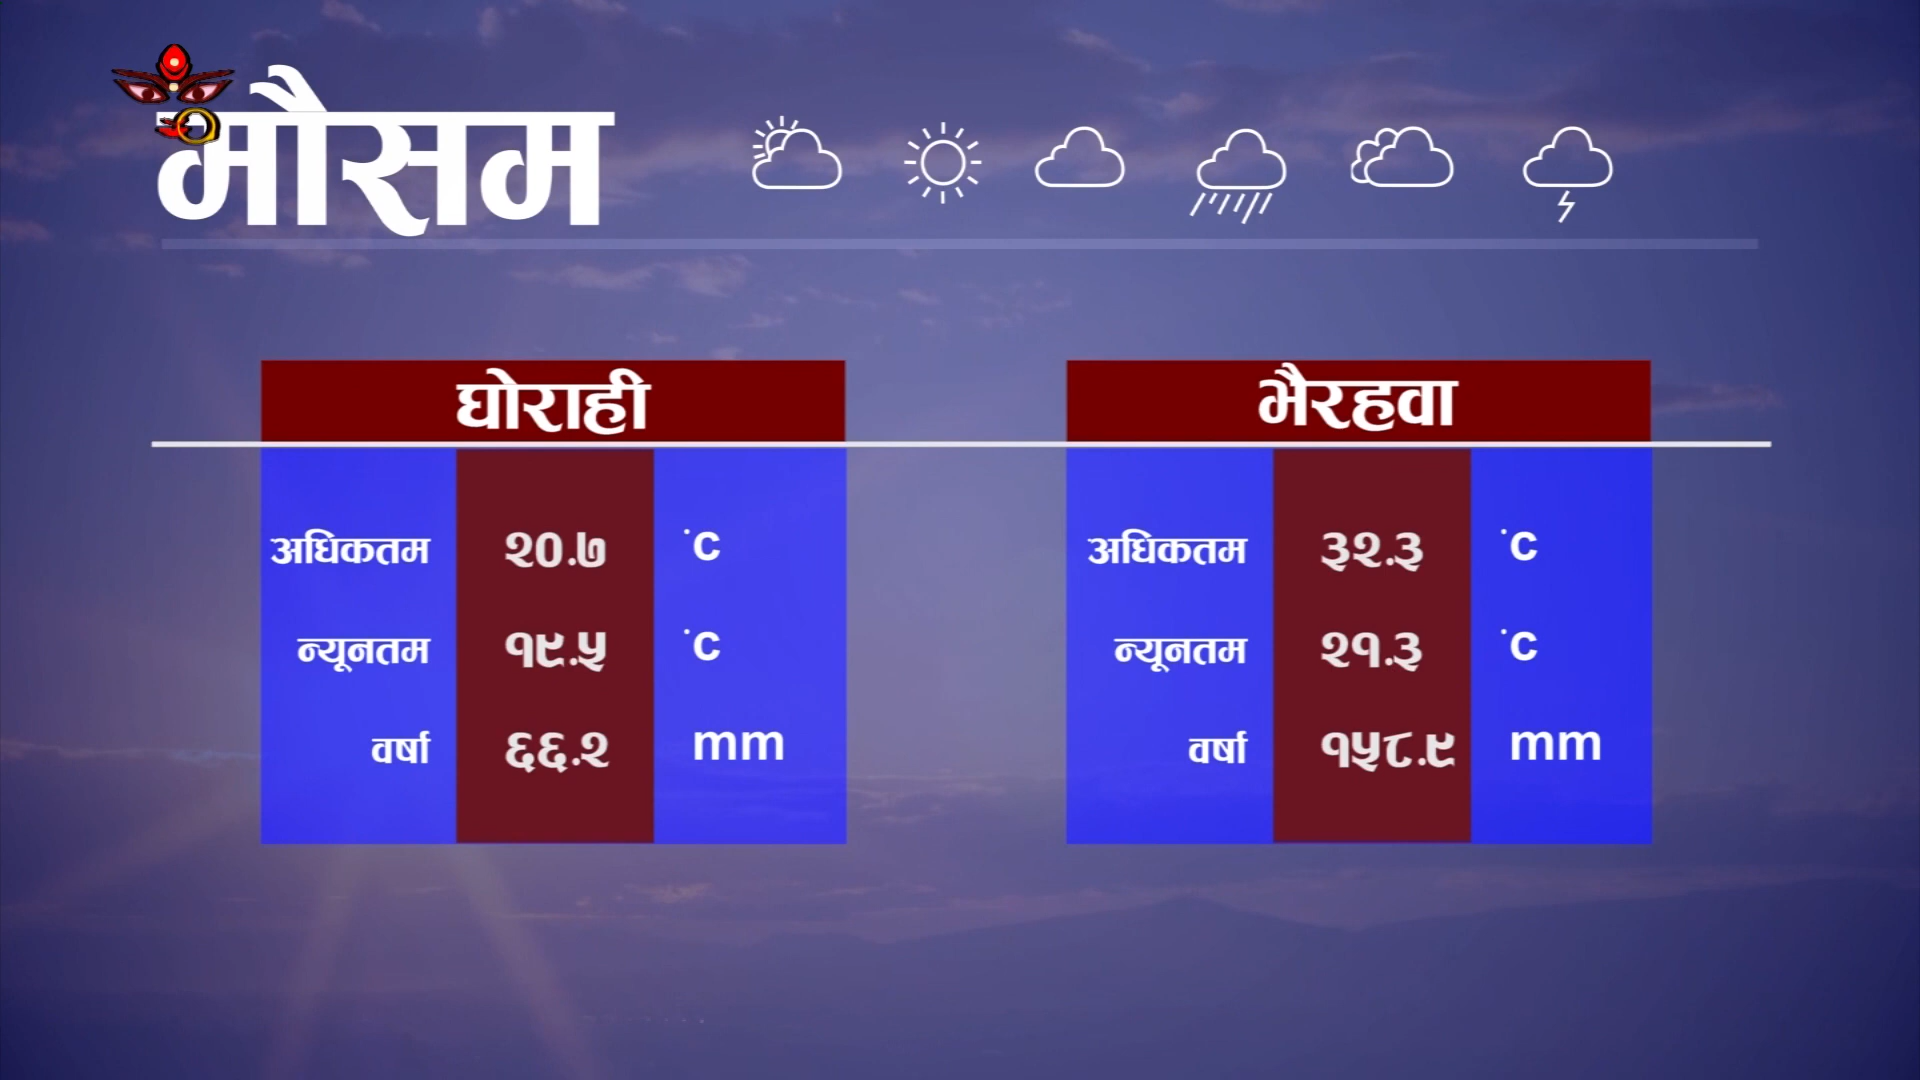 मौसम
घोराही
अधिकतम २०.७ °C
न्यूनतम १९.५ °C
वर्षा ६६.२ mm
भैरहवा
अधिकतम ३२.३ °C
न्यूनतम २१.३ °C
वर्षा १५८.९ mm